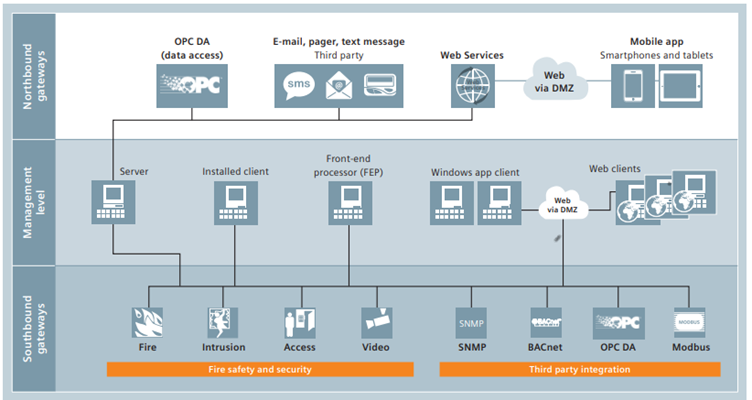 Northbound
gateways
OPC DA
(data access)
OPC
E-mail, pager, text message
Third party
sms
@
Web Services
Web
via DMZ
Mobile app
Smartphones and tablets
Management
level
Server
Installed client
Front-end
processor (FEP)
Windows app client
Web
via DMZ
Web clients
Southbound
gateways
Fire
Intrusion
Access
Video
SNMP
SNMP
BACnet
BACnet
OPC
OPC DA
MODBUS
Modbus
Fire safety and security
Third party integration